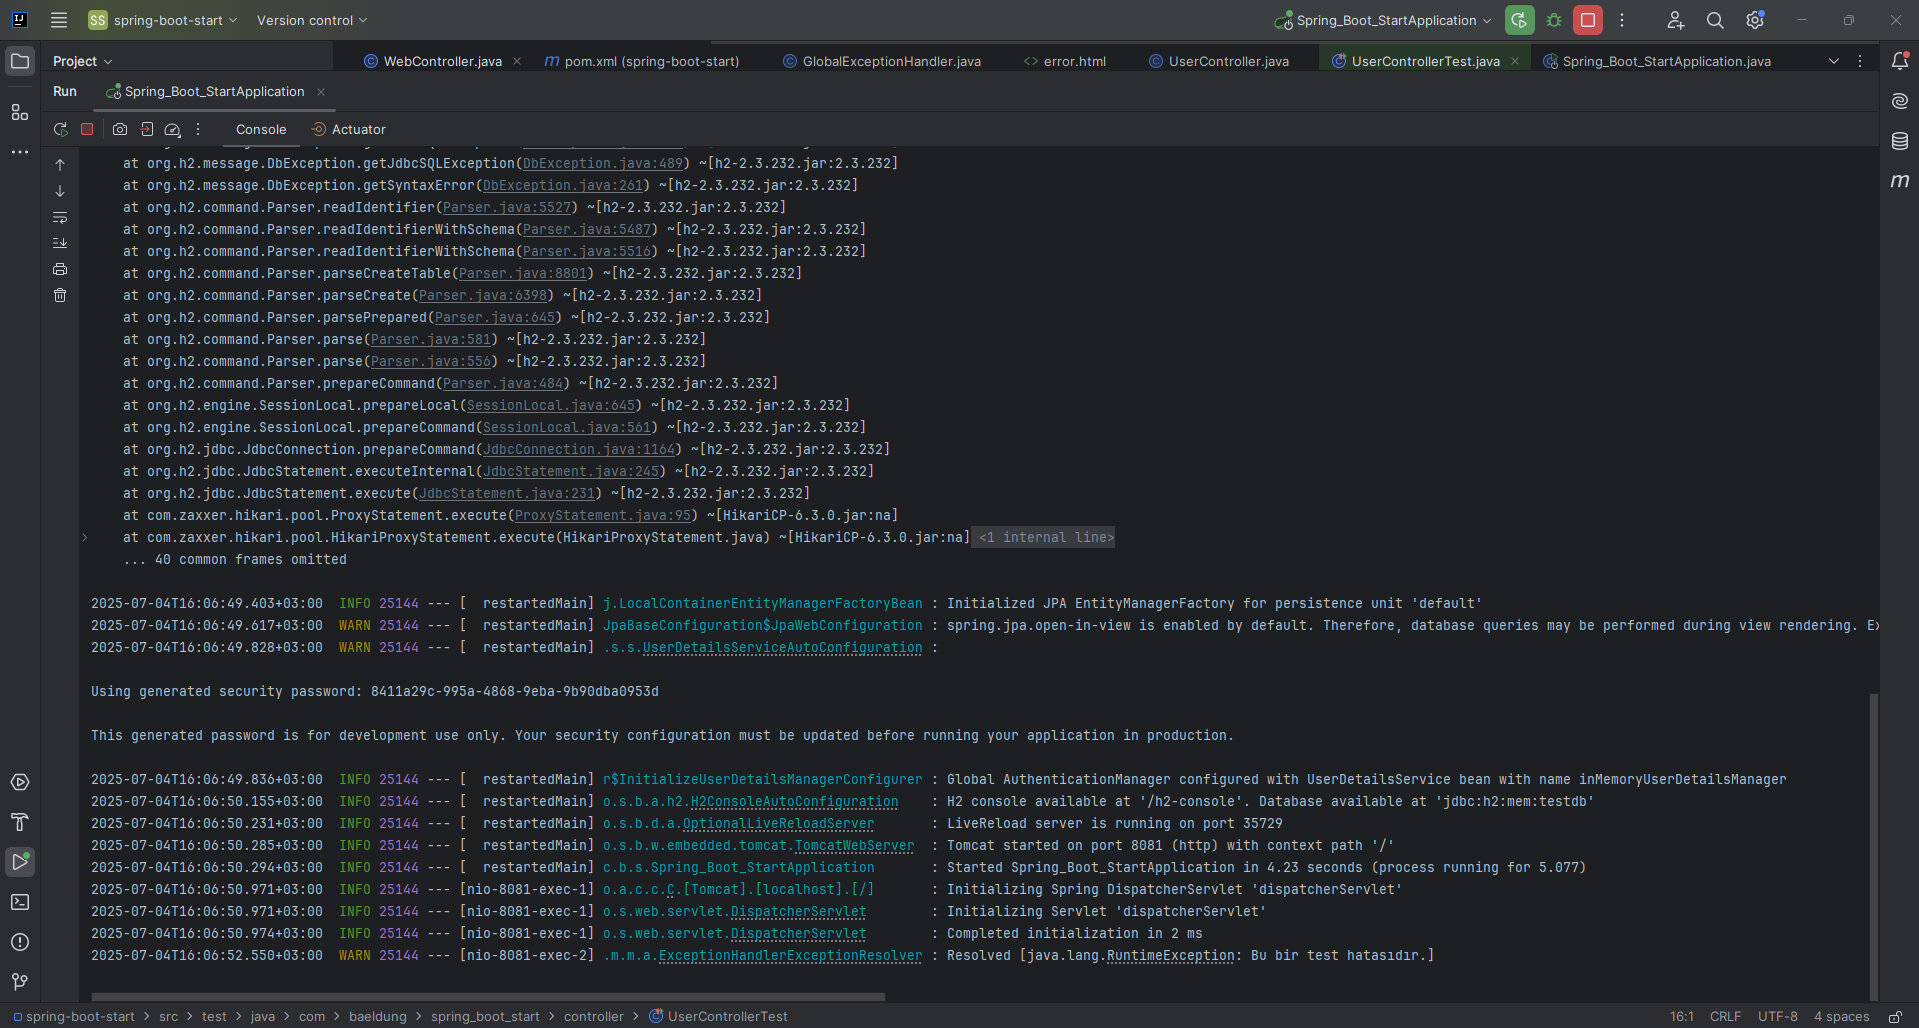 SS spring-boot-start Version control Spring_Boot_StartApplication
Project WebController.java pom.xml (spring-boot-start) GlobalExceptionHandler.java error.html UserController.java UserControllerTest.java Spring_Boot_StartApplication.java
Run Spring_Boot_StartApplication
Console Actuator
at org.h2.message.DbException.getJdbcSQLException(DbException.java:489) ~[h2-2.3.232.jar:2.3.232]
at org.h2.message.DbException.getSyntaxError(DbException.java:261) ~[h2-2.3.232.jar:2.3.232]
at org.h2.command.Parser.readIdentifier(Parser.java:5527) ~[h2-2.3.232.jar:2.3.232]
at org.h2.command.Parser.readIdentifierWithSchema(Parser.java:5487) ~[h2-2.3.232.jar:2.3.232]
at org.h2.command.Parser.readIdentifierWithSchema(Parser.java:5516) ~[h2-2.3.232.jar:2.3.232]
at org.h2.command.Parser.parseCreateTable(Parser.java:8801) ~[h2-2.3.232.jar:2.3.232]
at org.h2.command.Parser.parseCreate(Parser.java:6398) ~[h2-2.3.232.jar:2.3.232]
at org.h2.command.Parser.parsePrepared(Parser.java:645) ~[h2-2.3.232.jar:2.3.232]
at org.h2.command.Parser.parse(Parser.java:581) ~[h2-2.3.232.jar:2.3.232]
at org.h2.command.Parser.parse(Parser.java:556) ~[h2-2.3.232.jar:2.3.232]
at org.h2.command.Parser.prepareCommand(Parser.java:484) ~[h2-2.3.232.jar:2.3.232]
at org.h2.engine.SessionLocal.prepareLocal(SessionLocal.java:645) ~[h2-2.3.232.jar:2.3.232]
at org.h2.engine.SessionLocal.prepareCommand(SessionLocal.java:561) ~[h2-2.3.232.jar:2.3.232]
at org.h2.jdbc.JdbcConnection.prepareCommand(JdbcConnection.java:1164) ~[h2-2.3.232.jar:2.3.232]
at org.h2.jdbc.JdbcStatement.executeInternal(JdbcStatement.java:245) ~[h2-2.3.232.jar:2.3.232]
at org.h2.jdbc.JdbcStatement.execute(JdbcStatement.java:231) ~[h2-2.3.232.jar:2.3.232]
at com.zaxxer.hikari.pool.ProxyStatement.execute(ProxyStatement.java:95) ~[HikariCP-6.3.0.jar:na]
at com.zaxxer.hikari.pool.HikariProxyStatement.execute(HikariProxyStatement.java) ~[HikariCP-6.3.0.jar:na] <1 internal line>
... 40 common frames omitted
2025-07-04T16:06:49.403+03:00 INFO 25144 --- [ restartedMain] j.LocalContainerEntityManagerFactoryBean : Initialized JPA EntityManagerFactory for persistence unit 'default'
2025-07-04T16:06:49.617+03:00 WARN 25144 --- [ restartedMain] JpaBaseConfiguration$JpaWebConfiguration : spring.jpa.open-in-view is enabled by default. Therefore, database queries may be performed during view rendering. Ex
2025-07-04T16:06:49.828+03:00 WARN 25144 --- [ restartedMain] .s.s.UserDetailsServiceAutoConfiguration :
Using generated security password: 8411a29c-995a-4868-9eba-9b90dba0953d
This generated password is for development use only. Your security configuration must be updated before running your application in production.
2025-07-04T16:06:49.836+03:00 INFO 25144 --- [ restartedMain] r$InitializeUserDetailsManagerConfigurer : Global AuthenticationManager configured with UserDetailsService bean with name inMemoryUserDetailsManager
2025-07-04T16:06:50.155+03:00 INFO 25144 --- [ restartedMain] o.s.b.a.h2.H2ConsoleAutoConfiguration : H2 console available at '/h2-console'. Database available at 'jdbc:h2:mem:testdb'
2025-07-04T16:06:50.231+03:00 INFO 25144 --- [ restartedMain] o.s.b.d.a.OptionalLiveReloadServer : LiveReload server is running on port 35729
2025-07-04T16:06:50.285+03:00 INFO 25144 --- [ restartedMain] o.s.b.w.embedded.tomcat.TomcatWebServer : Tomcat started on port 8081 (http) with context path '/'
2025-07-04T16:06:50.294+03:00 INFO 25144 --- [ restartedMain] c.b.s.Spring_Boot_StartApplication : Started Spring_Boot_StartApplication in 4.23 seconds (process running for 5.077)
2025-07-04T16:06:50.971+03:00 INFO 25144 --- [nio-8081-exec-1] o.a.c.c.C.[Tomcat].[localhost].[/] : Initializing Spring DispatcherServlet 'dispatcherServlet'
2025-07-04T16:06:50.971+03:00 INFO 25144 --- [nio-8081-exec-1] o.s.web.servlet.DispatcherServlet : Initializing Servlet 'dispatcherServlet'
2025-07-04T16:06:50.974+03:00 INFO 25144 --- [nio-8081-exec-1] o.s.web.servlet.DispatcherServlet : Completed initialization in 2 ms
2025-07-04T16:06:52.550+03:00 WARN 25144 --- [nio-8081-exec-2] .m.m.a.ExceptionHandlerExceptionResolver : Resolved [java.lang.RuntimeException: Bu bir test hatasıdır.]
spring-boot-start > src > test > java > com > baeldung > spring_boot_start > controller > UserControllerTest 16:1 CRLF UTF-8 4 spaces